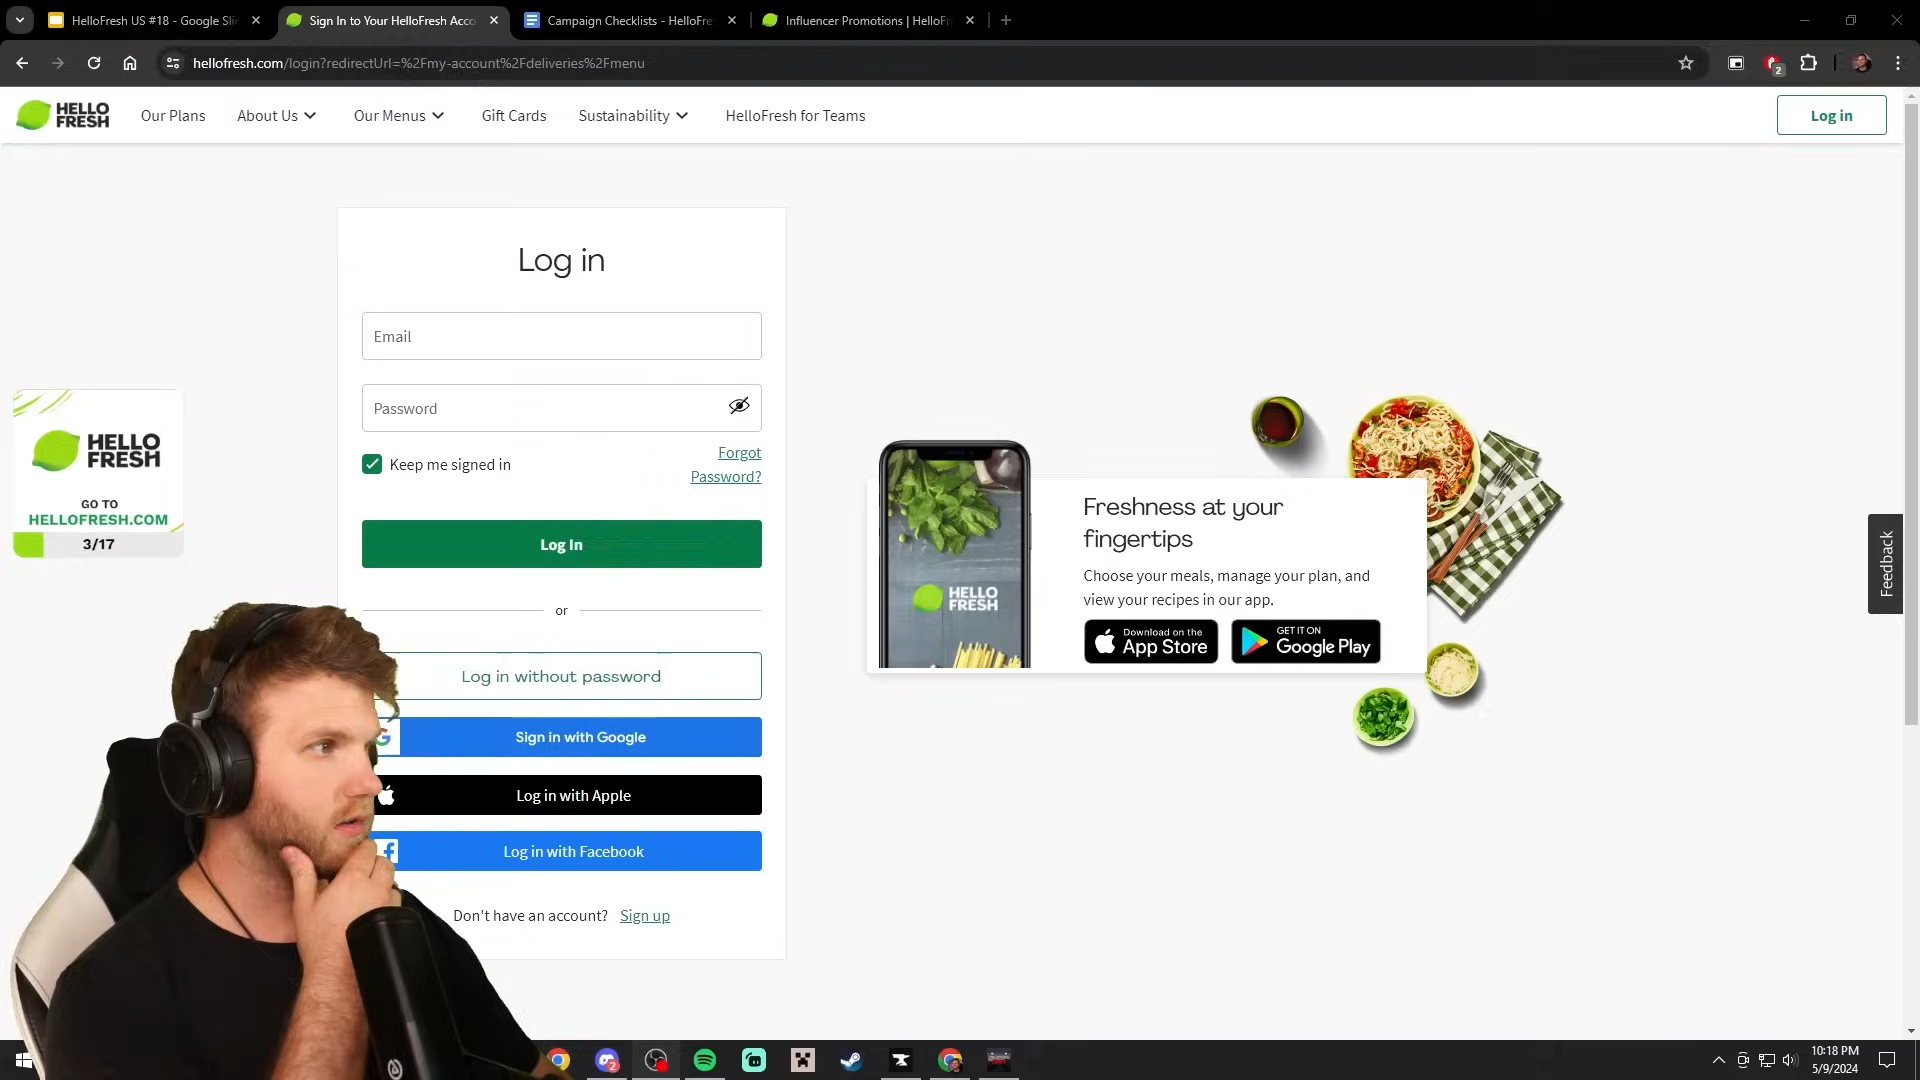 HelloFresh US #18 - Google Sli
Sign In to Your HelloFresh Acco
Campaign Checklists - HelloFre
Influencer Promotions | HelloFr
hellofresh.com/login?redirectUrl=%2Fmy-account%2Fdeliveries%2Fmenu
2
HELLO
FRESH
Our Plans
About Us
Our Menus
Gift Cards
Sustainability
HelloFresh for Teams
Log in
Log in
Email
Password
Keep me signed in
Forgot
Password?
Log In
or
Log in without password
Sign in with Google
Log in with Apple
Log in with Facebook
Don't have an account? Sign up
HELLO
FRESH
GO TO
HELLOFRESH.COM
3/17
HELLO
FRESH
Freshness at your
fingertips
Choose your meals, manage your plan, and
view your recipes in our app.
Download on the
App Store
GET IT ON
Google Play
Feedback
2
10:18 PM
5/9/2024